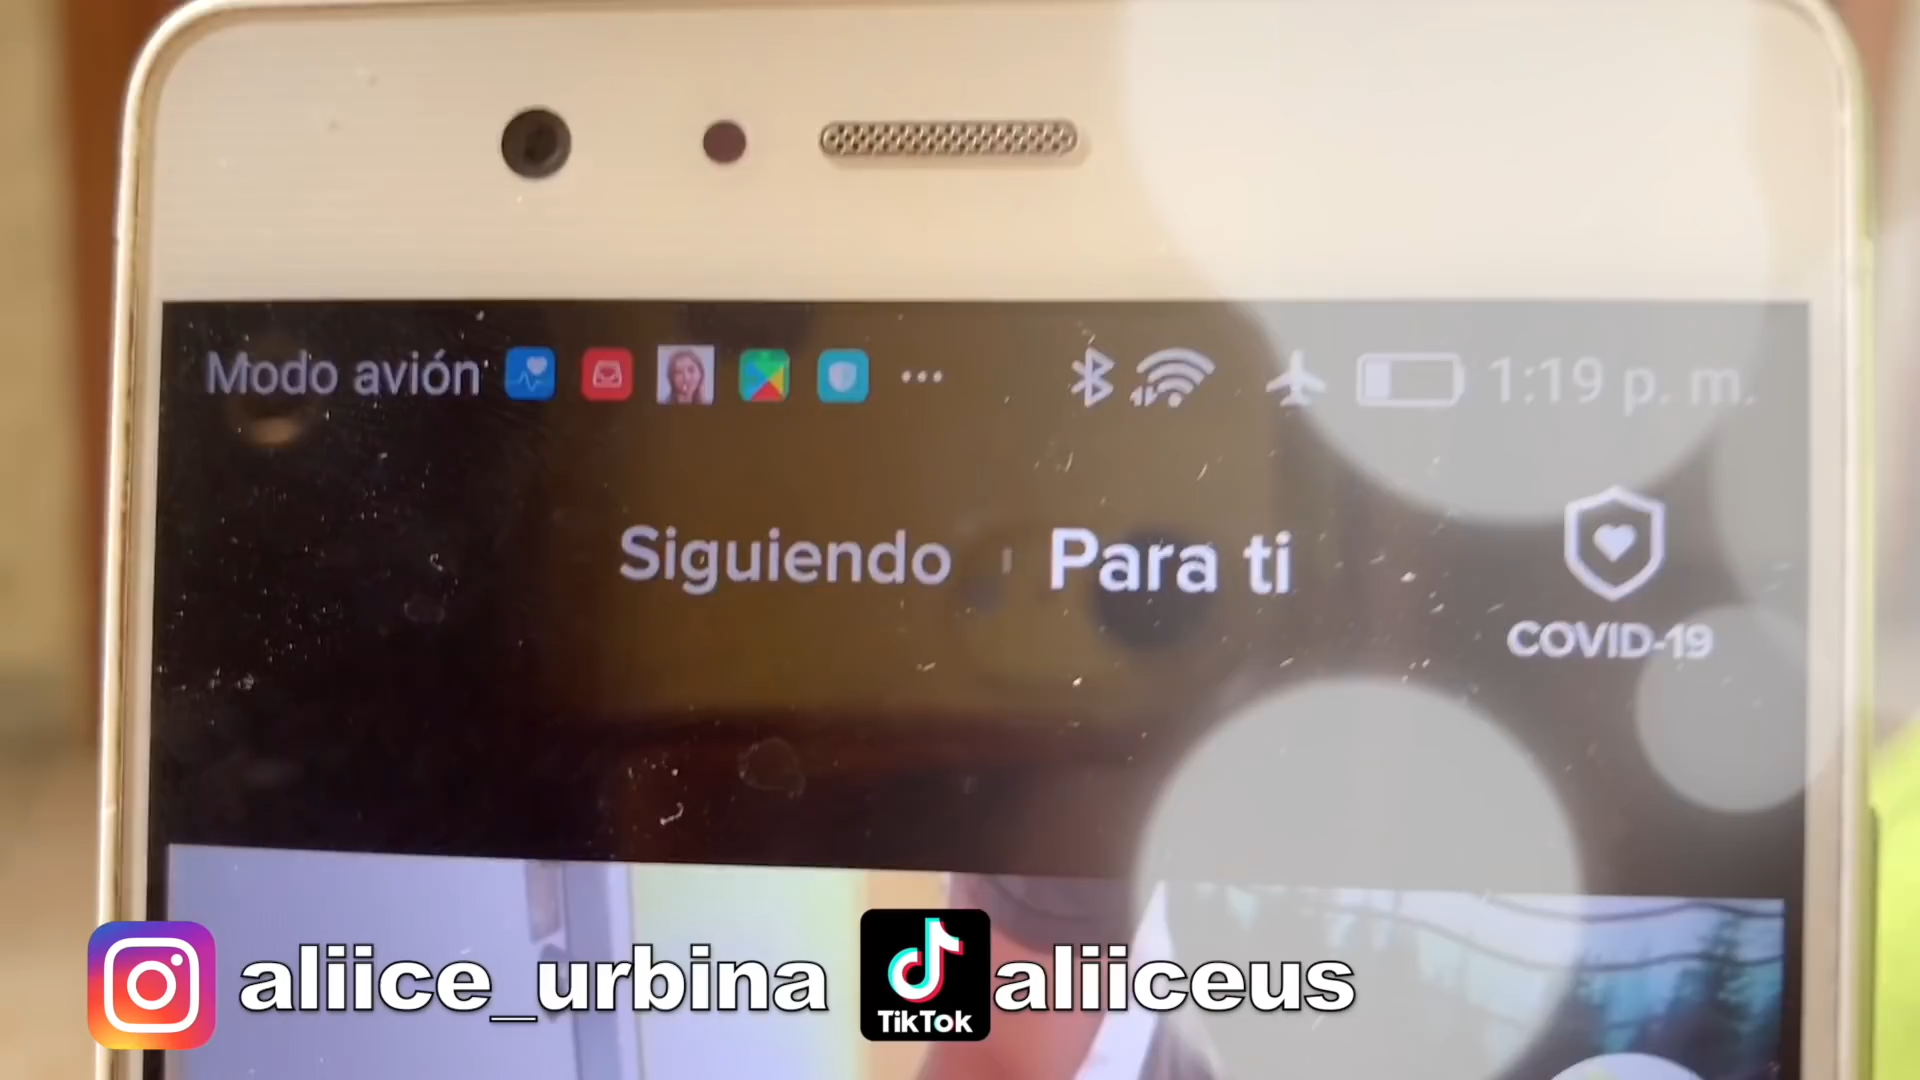 Modo avión ... 1:19 p. m.
Siguiendo Para ti
COVID-19
aliice_urbina TikTok aliiceus